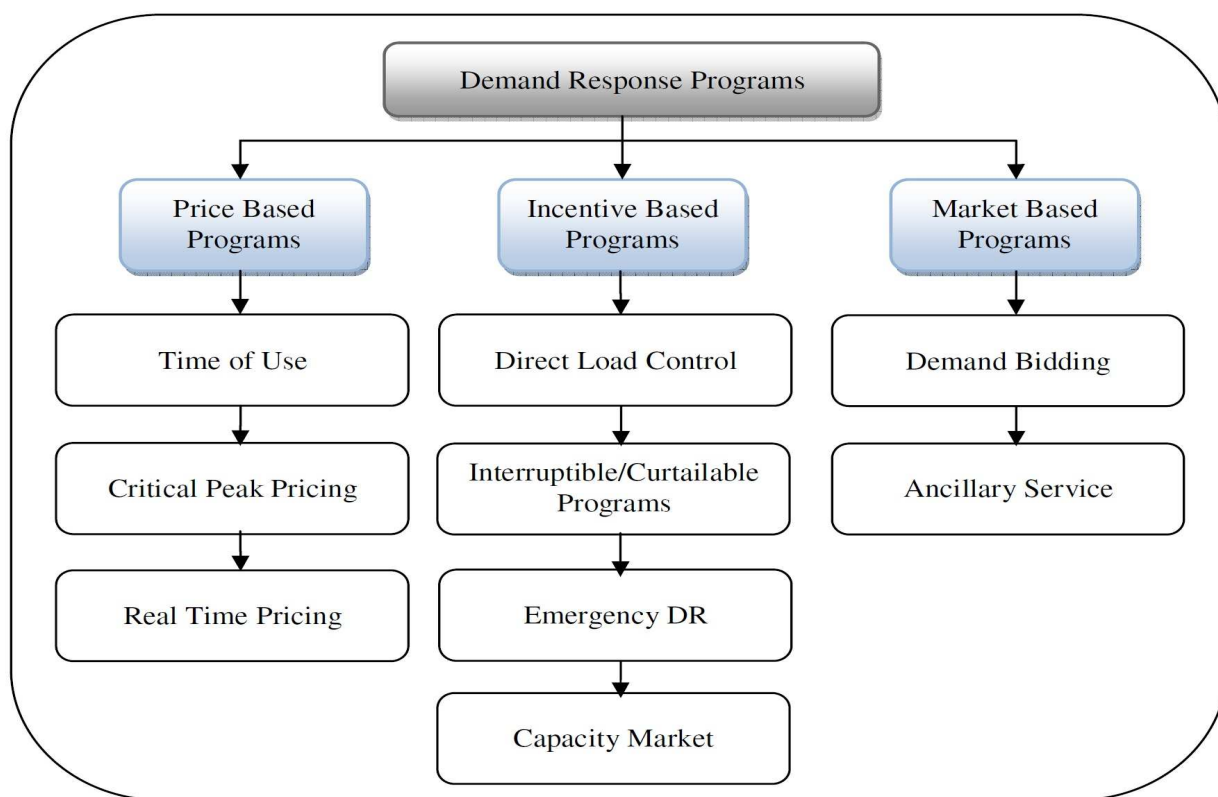 Demand Response Programs
Price Based
Programs
Incentive Based
Programs
Market Based
Programs
Time of Use
Direct Load Control
Demand Bidding
Critical Peak Pricing
Interruptible/Curtailable
Programs
Ancillary Service
Real Time Pricing
Emergency DR
Capacity Market